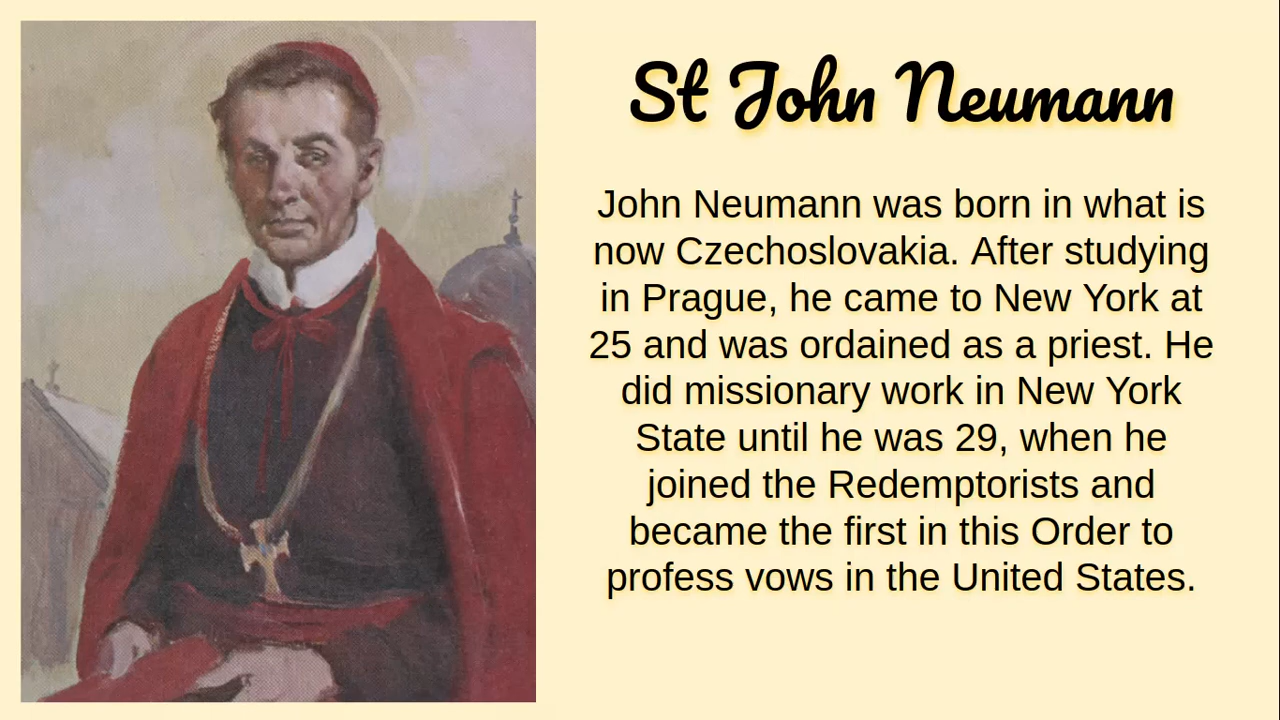 St John Neumann
John Neumann was born in what is
now Czechoslovakia. After studying
in Prague, he came to New York at
25 and was ordained as a priest. He
did missionary work in New York
State until he was 29, when he
joined the Redemptorists and
became the first in this Order to
profess vows in the United States.